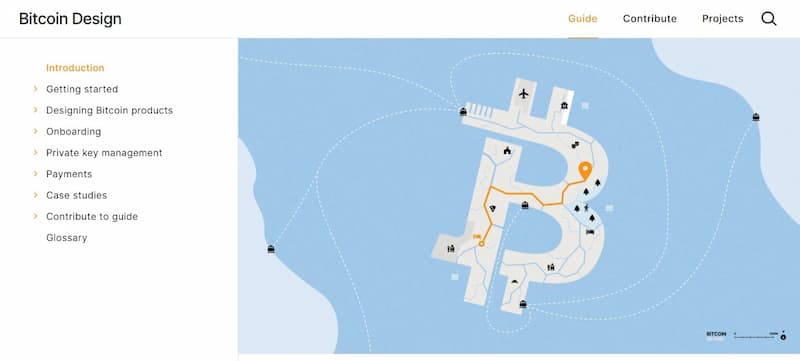 Bitcoin Design
Guide
Contribute
Projects
Introduction
Getting started
Designing Bitcoin products
Onboarding
Private key management
Payments
Case studies
Contribute to guide
Glossary
BITCOIN